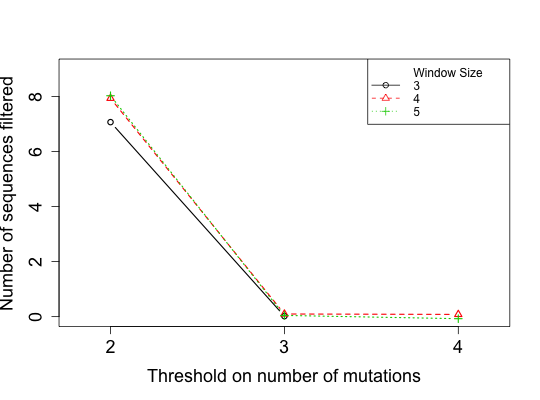 Window Size
3
4
5
Number of sequences filtered
8
6
4
2
0
2 3 4
Threshold on number of mutations